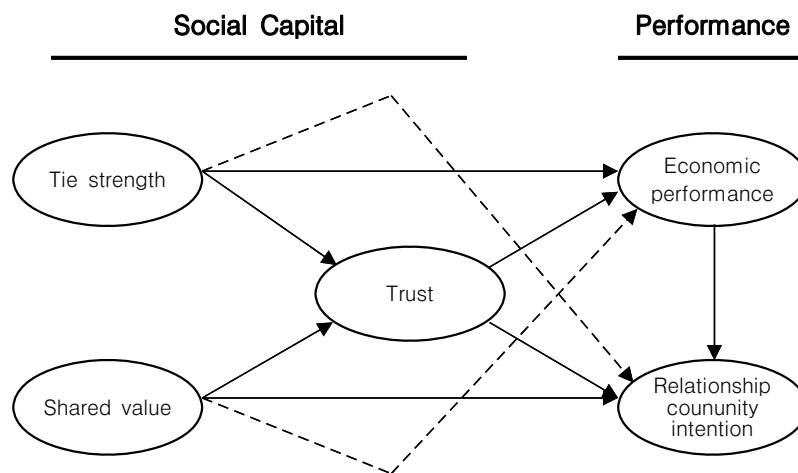 Social Capital
Performance
Tie strength
Economic
performance
Trust
Shared value
Relationship
coununity
intention